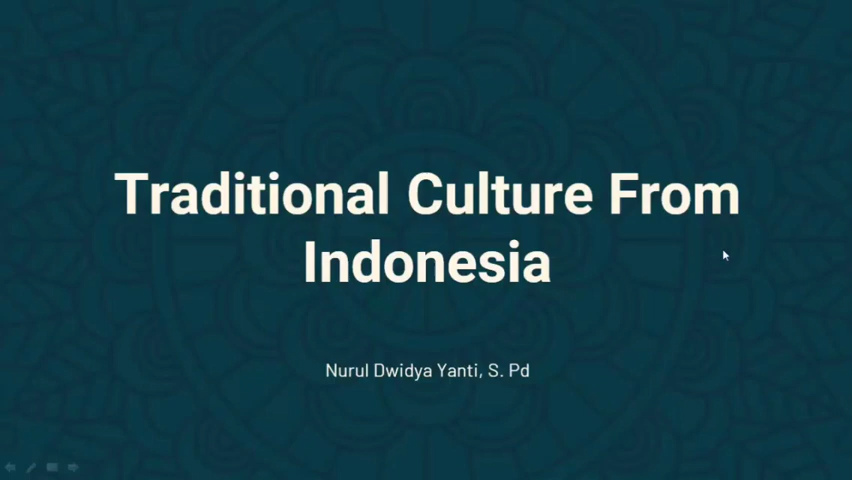 Traditional Culture From
Indonesia
Nurul Dwidya Yanti, S. Pd